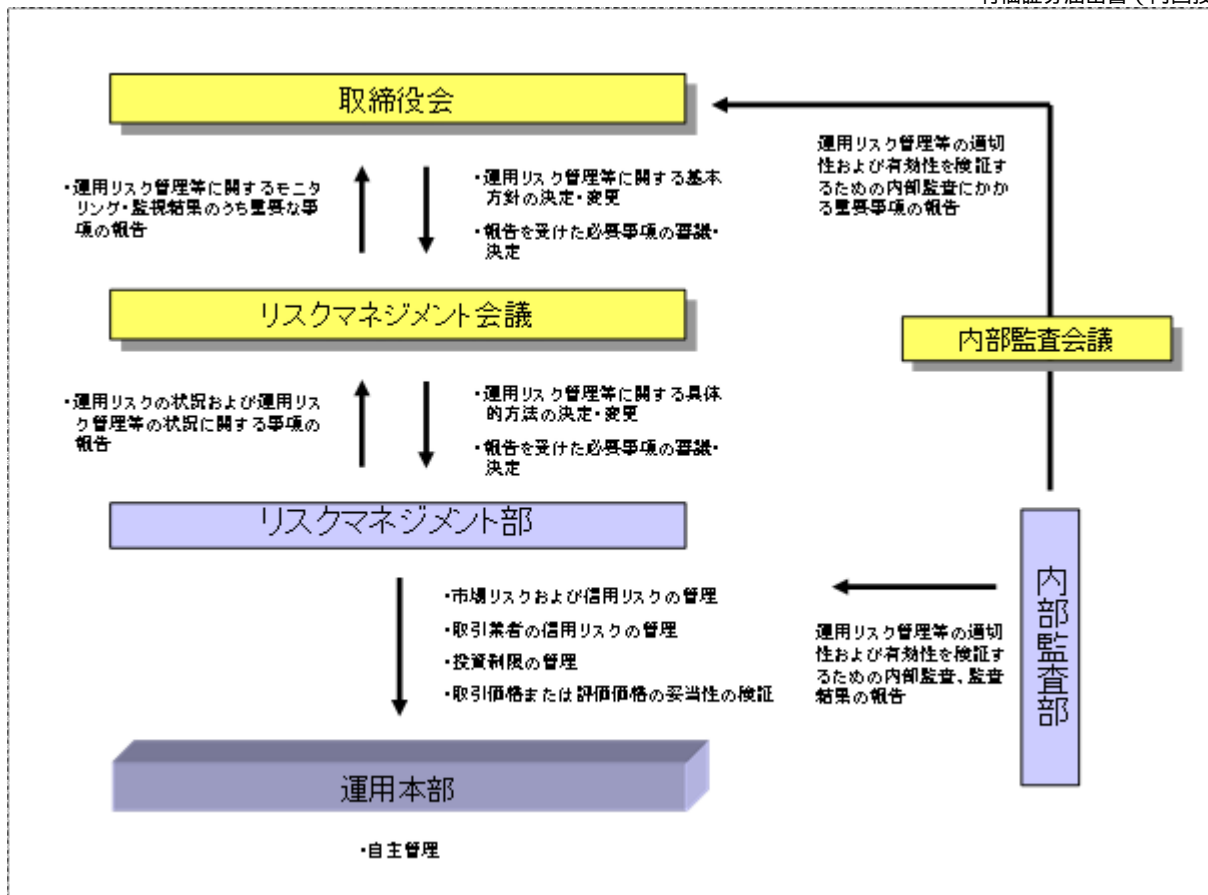 取締役会
・運用リスク管理等に関するモニタ
リング・監視結果のうち重要な事
項の報告
・運用リスク管理等に関する基本
方針の決定・変更
・報告を受けた必要事項の審議・
決定
運用リスク管理等の適切
性および有効性を検証す
るための内部監査にかか
る重要事項の報告
リスクマネジメント会議
内部監査会議
・運用リスクの状況および運用リス
ク管理等の状況に関する事項の
報告
・運用リスク管理等に関する具体
的方法の決定・変更
・報告を受けた必要事項の審議・
決定
リスクマネジメント部
・市場リスクおよび信用リスクの管理
・取引業者の信用リスクの管理
・投資制限の管理
・取引価格または評価価格の妥当性の検証
運用リスク管理等の適切
性および有効性を検証す
るための内部監査、監査
結果の報告
内部監査部
運用本部
・自主管理